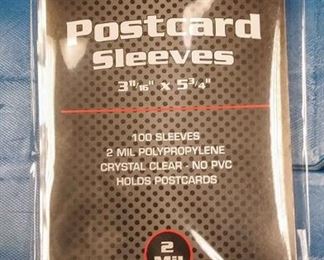 Postcard
Sleeves
3 11/16" x 5 3/4"
100 SLEEVES
2 MIL POLYPROPYLENE
CRYSTAL CLEAR - NO PVC
HOLDS POSTCARDS
2
Mil